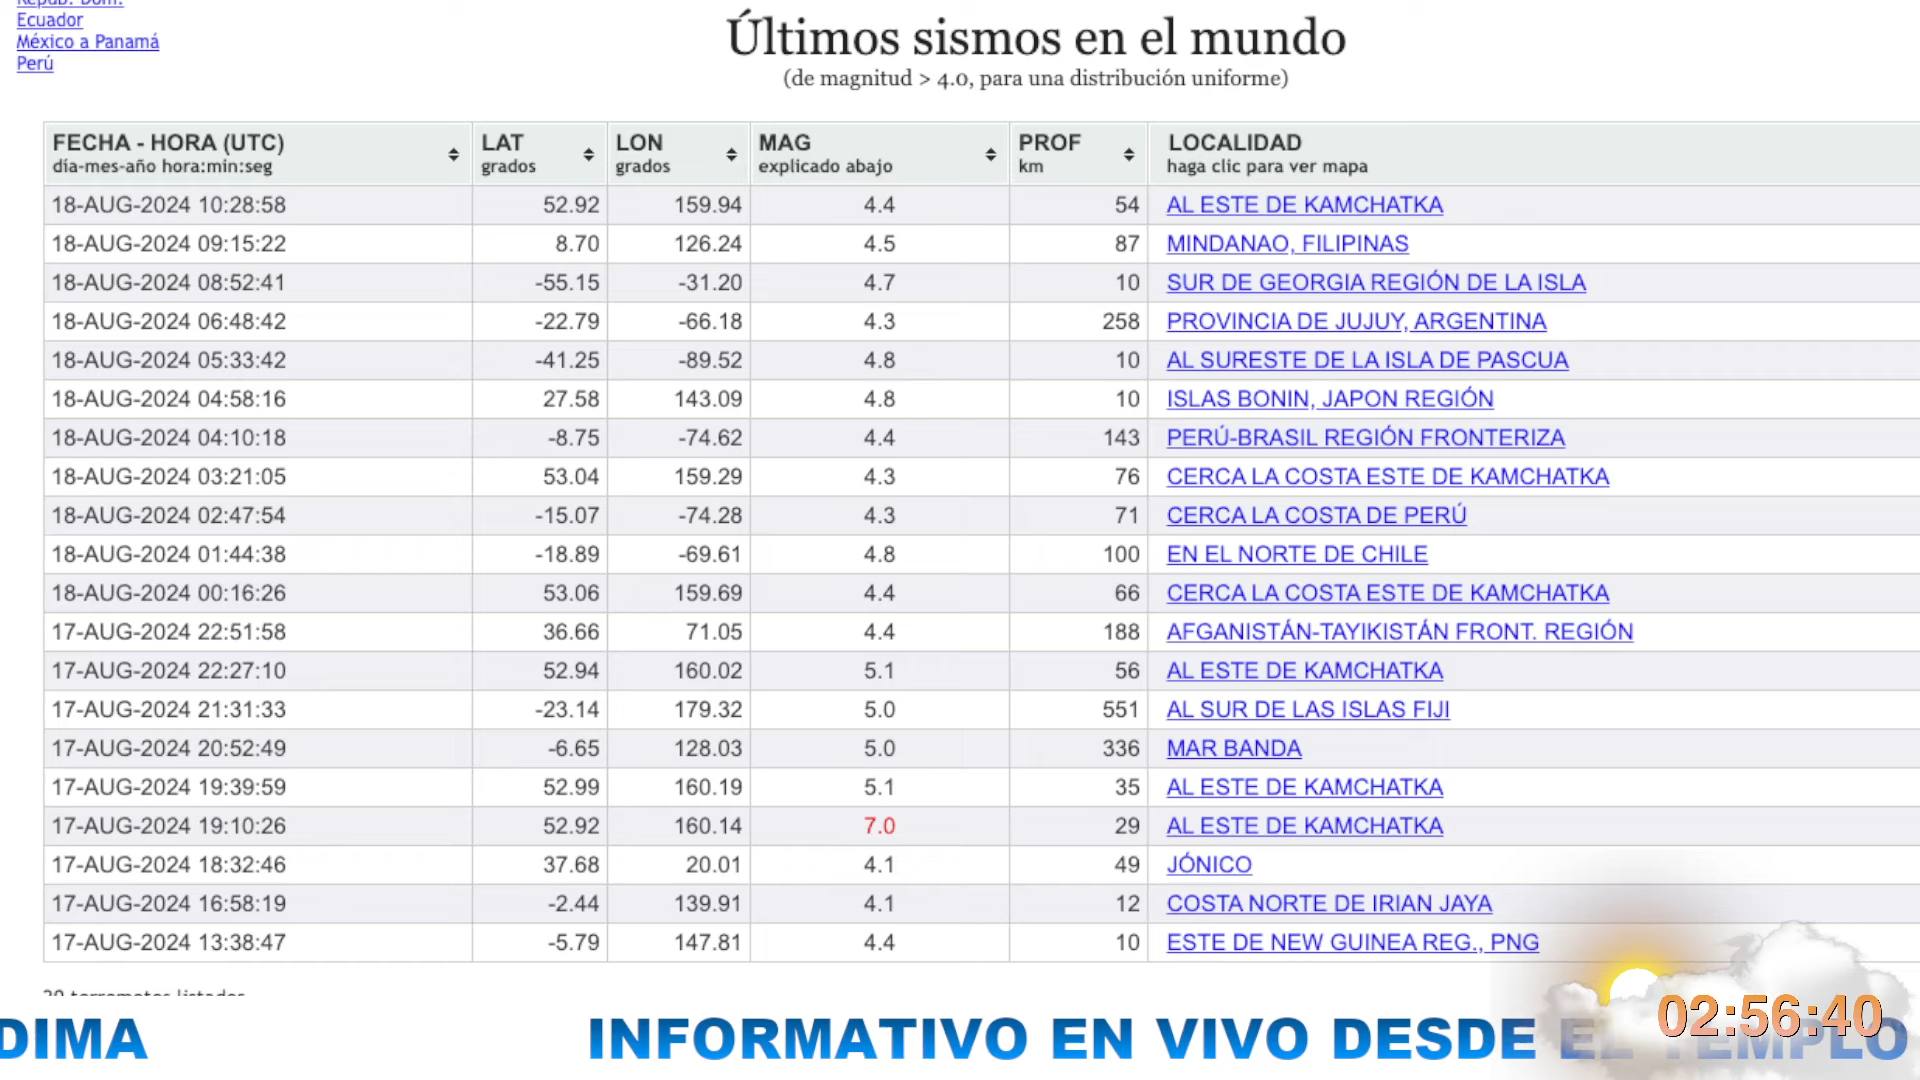 Repúb. Dom.
Ecuador
México a Panamá
Perú
Últimos sismos en el mundo
(de magnitud > 4.0, para una distribución uniforme)
FECHA - HORA (UTC) LAT LON MAG PROF LOCALIDAD
día-mes-año hora:min:seg grados grados explicado abajo km haga clic para ver mapa
18-AUG-2024 10:28:58 52.92 159.94 4.4 54 AL ESTE DE KAMCHATKA
18-AUG-2024 09:15:22 8.70 126.24 4.5 87 MINDANAO, FILIPINAS
18-AUG-2024 08:52:41 -55.15 -31.20 4.7 10 SUR DE GEORGIA REGIÓN DE LA ISLA
18-AUG-2024 06:48:42 -22.79 -66.18 4.3 258 PROVINCIA DE JUJUY, ARGENTINA
18-AUG-2024 05:33:42 -41.25 -89.52 4.8 10 AL SURESTE DE LA ISLA DE PASCUA
18-AUG-2024 04:58:16 27.58 143.09 4.8 10 ISLAS BONIN, JAPON REGIÓN
18-AUG-2024 04:10:18 -8.75 -74.62 4.4 143 PERÚ-BRASIL REGIÓN FRONTERIZA
18-AUG-2024 03:21:05 53.04 159.29 4.3 76 CERCA LA COSTA ESTE DE KAMCHATKA
18-AUG-2024 02:47:54 -15.07 -74.28 4.3 71 CERCA LA COSTA DE PERÚ
18-AUG-2024 01:44:38 -18.89 -69.61 4.8 100 EN EL NORTE DE CHILE
18-AUG-2024 00:16:26 53.06 159.69 4.4 66 CERCA LA COSTA ESTE DE KAMCHATKA
17-AUG-2024 22:51:58 36.66 71.05 4.4 188 AFGANISTÁN-TAYIKISTÁN FRONT. REGIÓN
17-AUG-2024 22:27:10 52.94 160.02 5.1 56 AL ESTE DE KAMCHATKA
17-AUG-2024 21:31:33 -23.14 179.32 5.0 551 AL SUR DE LAS ISLAS FIJI
17-AUG-2024 20:52:49 -6.65 128.03 5.0 336 MAR BANDA
17-AUG-2024 19:39:59 52.99 160.19 5.1 35 AL ESTE DE KAMCHATKA
17-AUG-2024 19:10:26 52.92 160.14 7.0 29 AL ESTE DE KAMCHATKA
17-AUG-2024 18:32:46 37.68 20.01 4.1 49 JÓNICO
17-AUG-2024 16:58:19 -2.44 139.91 4.1 12 COSTA NORTE DE IRIAN JAYA
17-AUG-2024 13:38:47 -5.79 147.81 4.4 10 ESTE DE NEW GUINEA REG., PNG
20 terremotos listados
02:56:40
DIMA INFORMATIVO EN VIVO DESDE EL TEMPLO